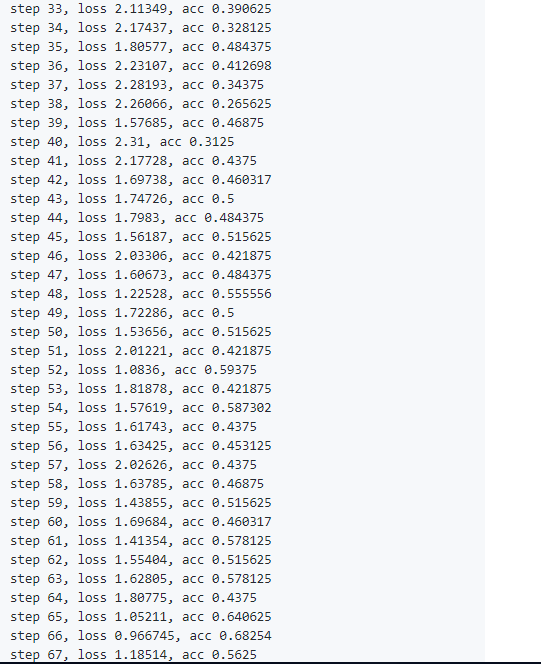 step 33, loss 2.11349, acc 0.390625
step 34, loss 2.17437, acc 0.328125
step 35, loss 1.80577, acc 0.484375
step 36, loss 2.23107, acc 0.412698
step 37, loss 2.28193, acc 0.34375
step 38, loss 2.26066, acc 0.265625
step 39, loss 1.57685, acc 0.46875
step 40, loss 2.31, acc 0.3125
step 41, loss 2.17728, acc 0.4375
step 42, loss 1.69738, acc 0.460317
step 43, loss 1.74726, acc 0.5
step 44, loss 1.7983, acc 0.484375
step 45, loss 1.56187, acc 0.515625
step 46, loss 2.03306, acc 0.421875
step 47, loss 1.60673, acc 0.484375
step 48, loss 1.22528, acc 0.555556
step 49, loss 1.72286, acc 0.5
step 50, loss 1.53656, acc 0.515625
step 51, loss 2.01221, acc 0.421875
step 52, loss 1.0836, acc 0.59375
step 53, loss 1.81878, acc 0.421875
step 54, loss 1.57619, acc 0.587302
step 55, loss 1.61743, acc 0.4375
step 56, loss 1.63425, acc 0.453125
step 57, loss 2.02626, acc 0.4375
step 58, loss 1.63785, acc 0.46875
step 59, loss 1.43855, acc 0.515625
step 60, loss 1.69684, acc 0.460317
step 61, loss 1.41354, acc 0.578125
step 62, loss 1.55404, acc 0.515625
step 63, loss 1.62805, acc 0.578125
step 64, loss 1.80775, acc 0.4375
step 65, loss 1.05211, acc 0.640625
step 66, loss 0.966745, acc 0.68254
step 67, loss 1.18514, acc 0.5625